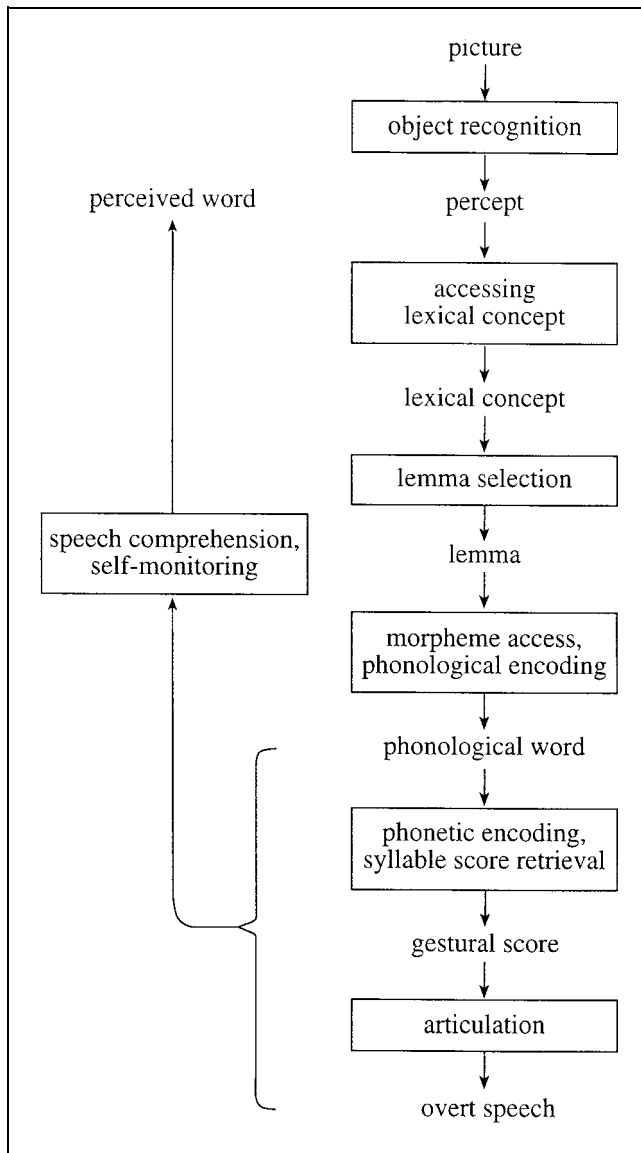 picture
object recognition
percept
accessing
lexical concept
lexical concept
lemma selection
lemma
morpheme access,
phonological encoding
phonological word
phonetic encoding,
syllable score retrieval
gestural score
articulation
overt speech
perceived word
speech comprehension,
self-monitoring